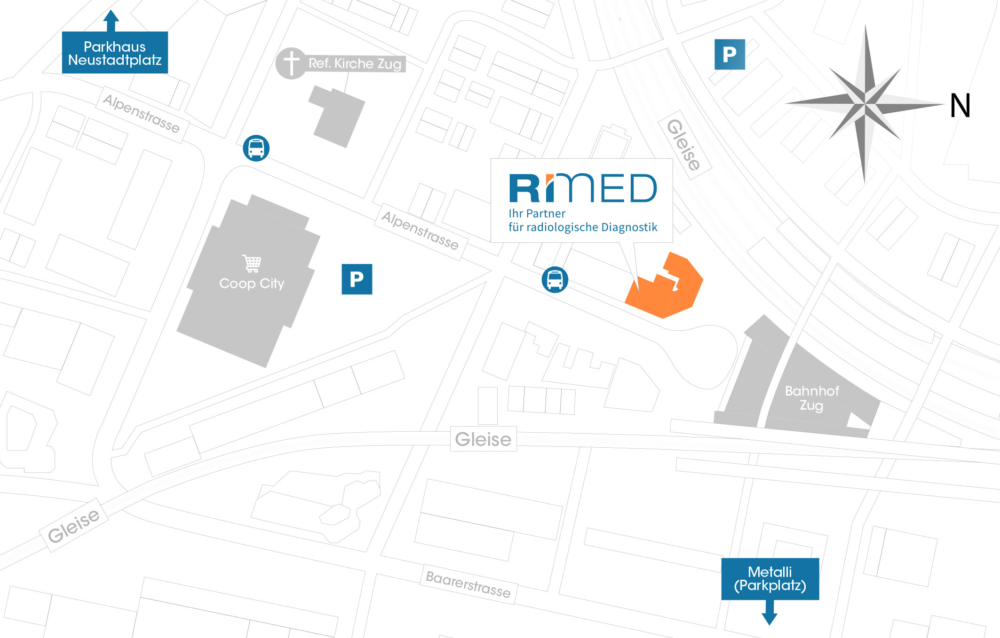 Parkhaus
Neustadtplatz
P
Ref. Kirche Zug
N
Alpenstrasse
Gleise
RIMED
Ihr Partner
für radiologische Diagnostik
Alpenstrasse
Coop City
P
Bahnhof
Zug
Gleise
Gleise
Baarerstrasse
Metalli
(Parkplatz)